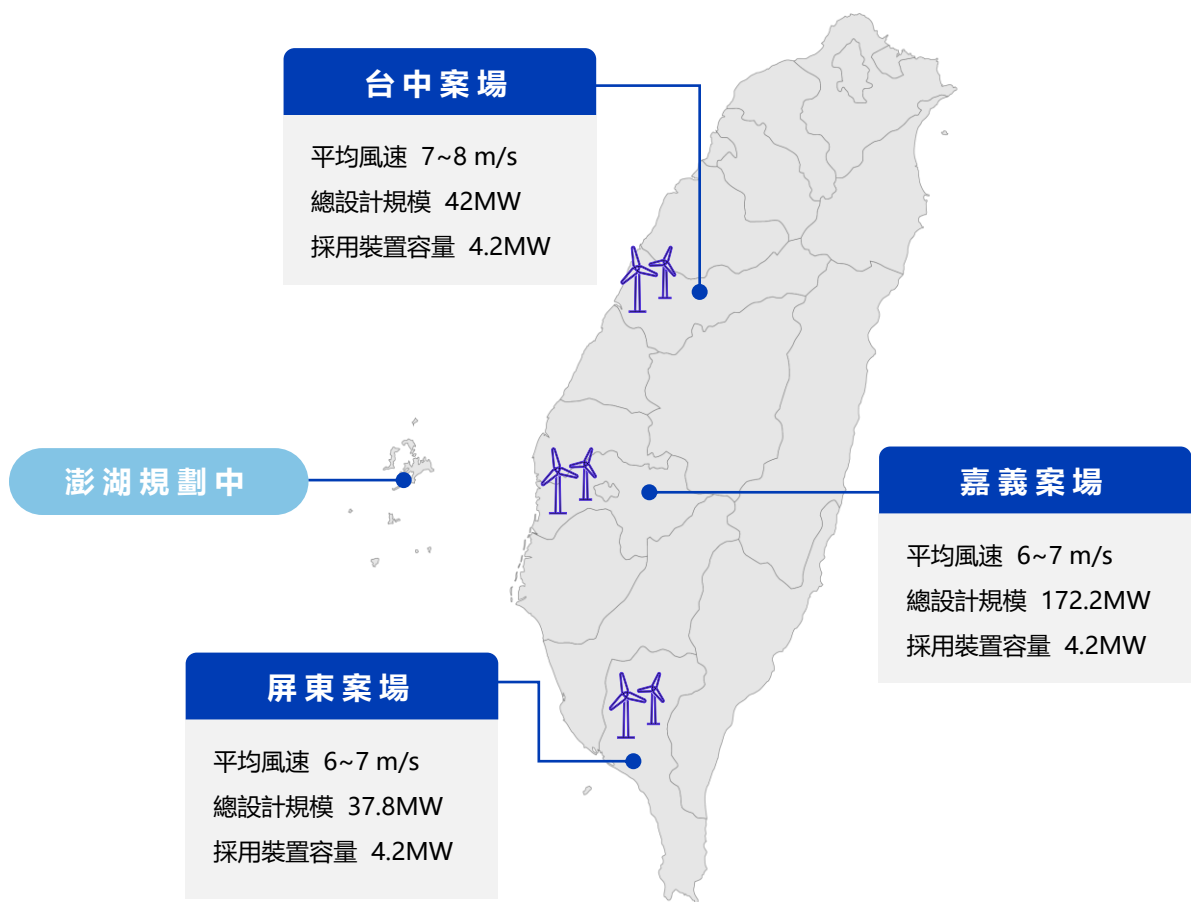 台中案場
平均風速 7~8 m/s
總設計規模 42MW
採用裝置容量 4.2MW
澎湖規劃中
嘉義案場
平均風速 6~7 m/s
總設計規模 172.2MW
採用裝置容量 4.2MW
屏東案場
平均風速 6~7 m/s
總設計規模 37.8MW
採用裝置容量 4.2MW